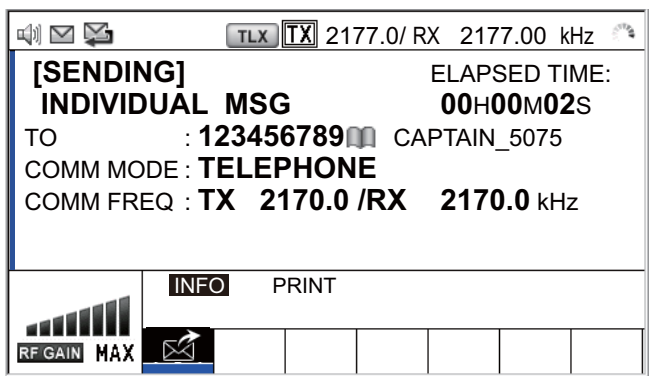 TLX TX 2177.0/ RX 2177.00 kHz
[SENDING] ELAPSED TIME:
INDIVIDUAL MSG 00H00M02S
TO : 123456789 CAPTAIN_5075
COMM MODE : TELEPHONE
COMM FREQ : TX 2170.0 /RX 2170.0 kHz
INFO PRINT
RF GAIN MAX